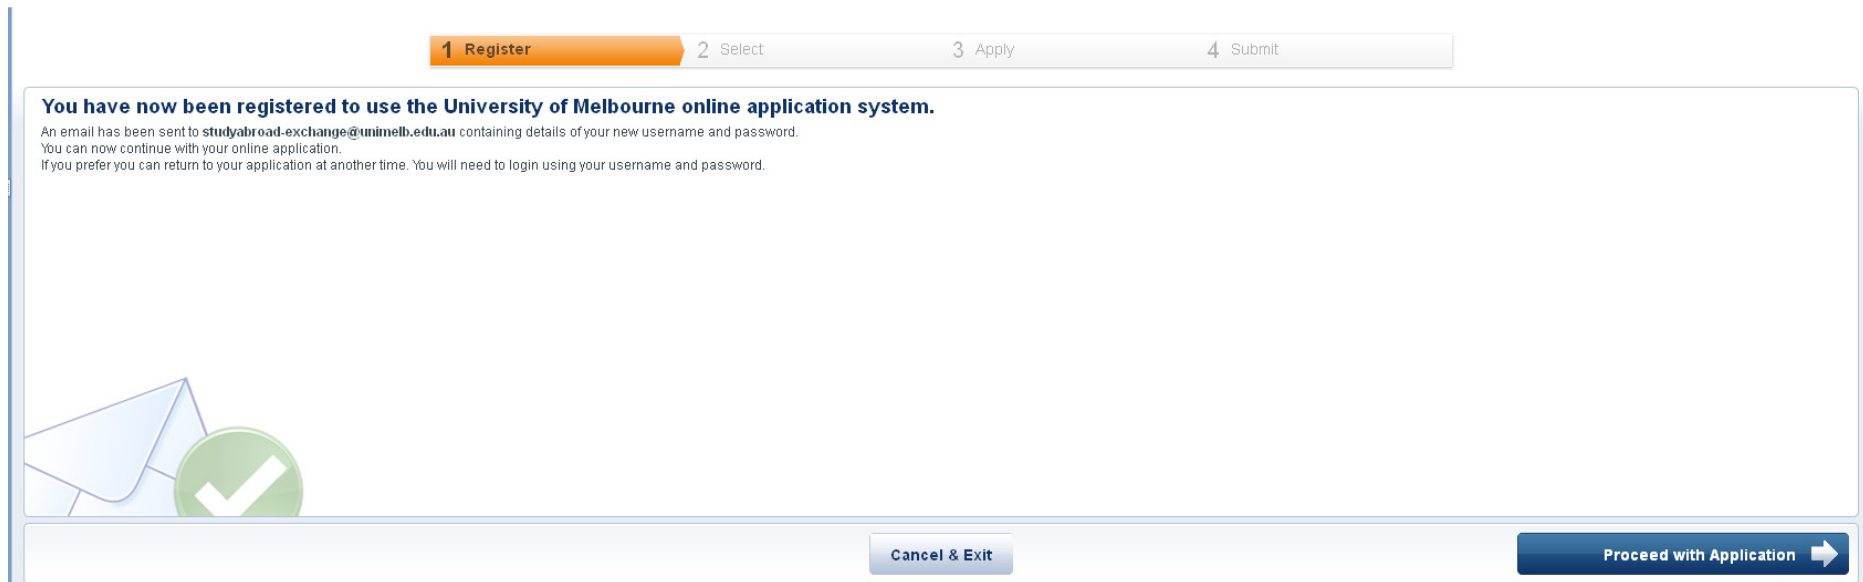 1 Register 2 Select 3 Apply 4 Submit
You have now been registered to use the University of Melbourne online application system.
An email has been sent to studyabroad-exchange@unimelb.edu.au containing details of your new username and password.
You can now continue with your online application.
If you prefer you can return to your application at another time. You will need to login using your username and password.
Cancel & Exit Proceed with Application